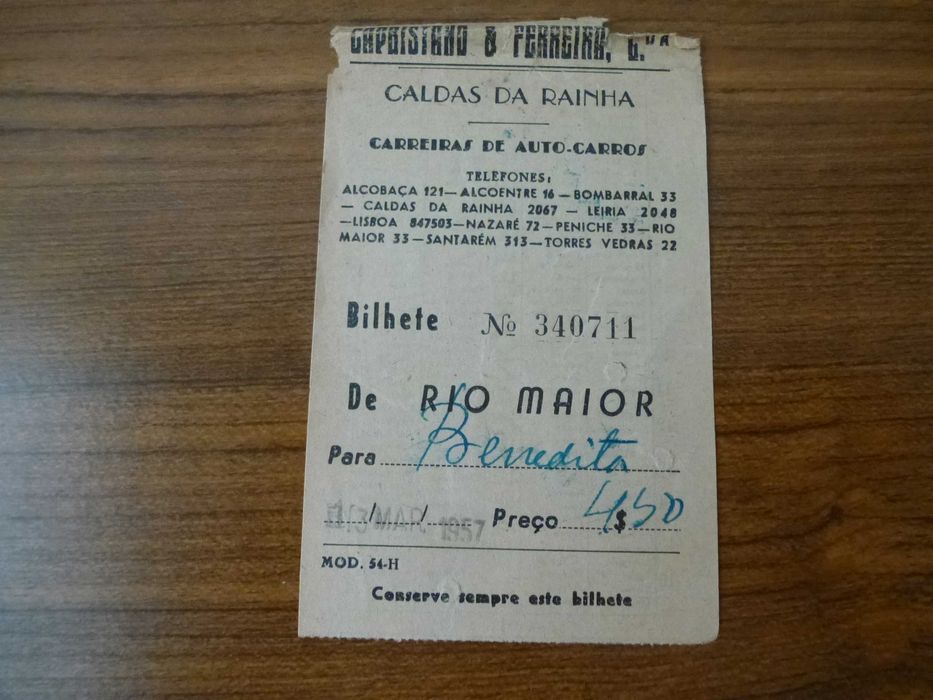 CAPRISTANO & FERREIRA, L.DA
CALDAS DA RAINHA
CARREIRAS DE AUTO-CARROS
TELEFONES:
ALCOBAÇA 121—ALCOENTRE 16—BOMBARRAL 33
— CALDAS DA RAINHA 2067 — LEIRIA 2048
—LISBOA 847503—NAZARÉ 72—PENICHE 33—RIO
MAIOR 33—SANTARÉM 313—TORRES VEDRAS 22
Bilhete Nº 340711
De RIO MAIOR
Para Benedita
13 MAR 1957 Preço 4$50
MOD. 54-H
Conserve sempre este bilhete